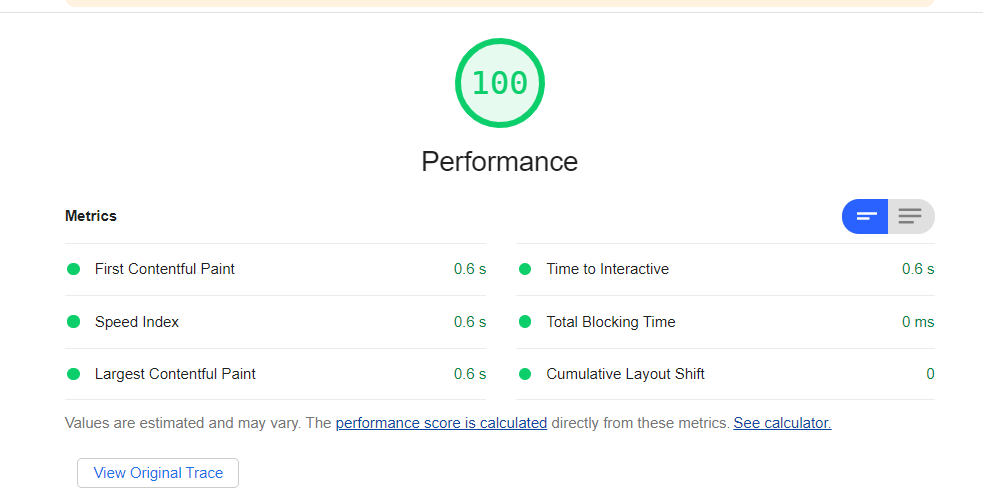 100
Performance
Metrics
First Contentful Paint 0.6 s
Time to Interactive 0.6 s
Speed Index 0.6 s
Total Blocking Time 0 ms
Largest Contentful Paint 0.6 s
Cumulative Layout Shift 0
Values are estimated and may vary. The performance score is calculated directly from these metrics. See calculator.
View Original Trace